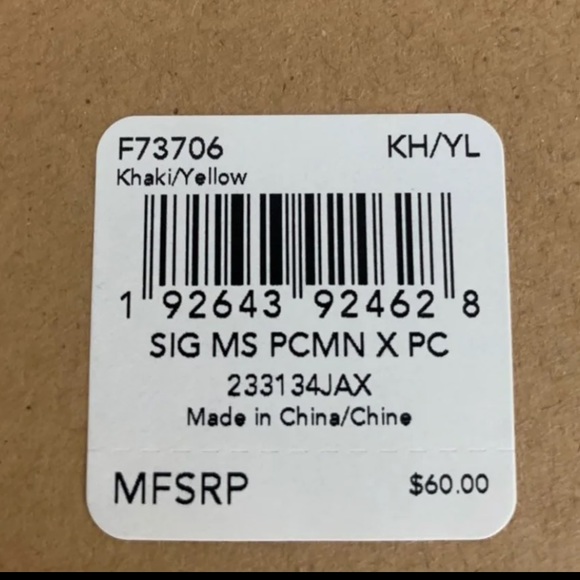 F73706 KH/YL
Khaki/Yellow
1 92643 92462 8
SIG MS PCMN X PC
233134JAX
Made in China/Chine
MFSRP $60.00